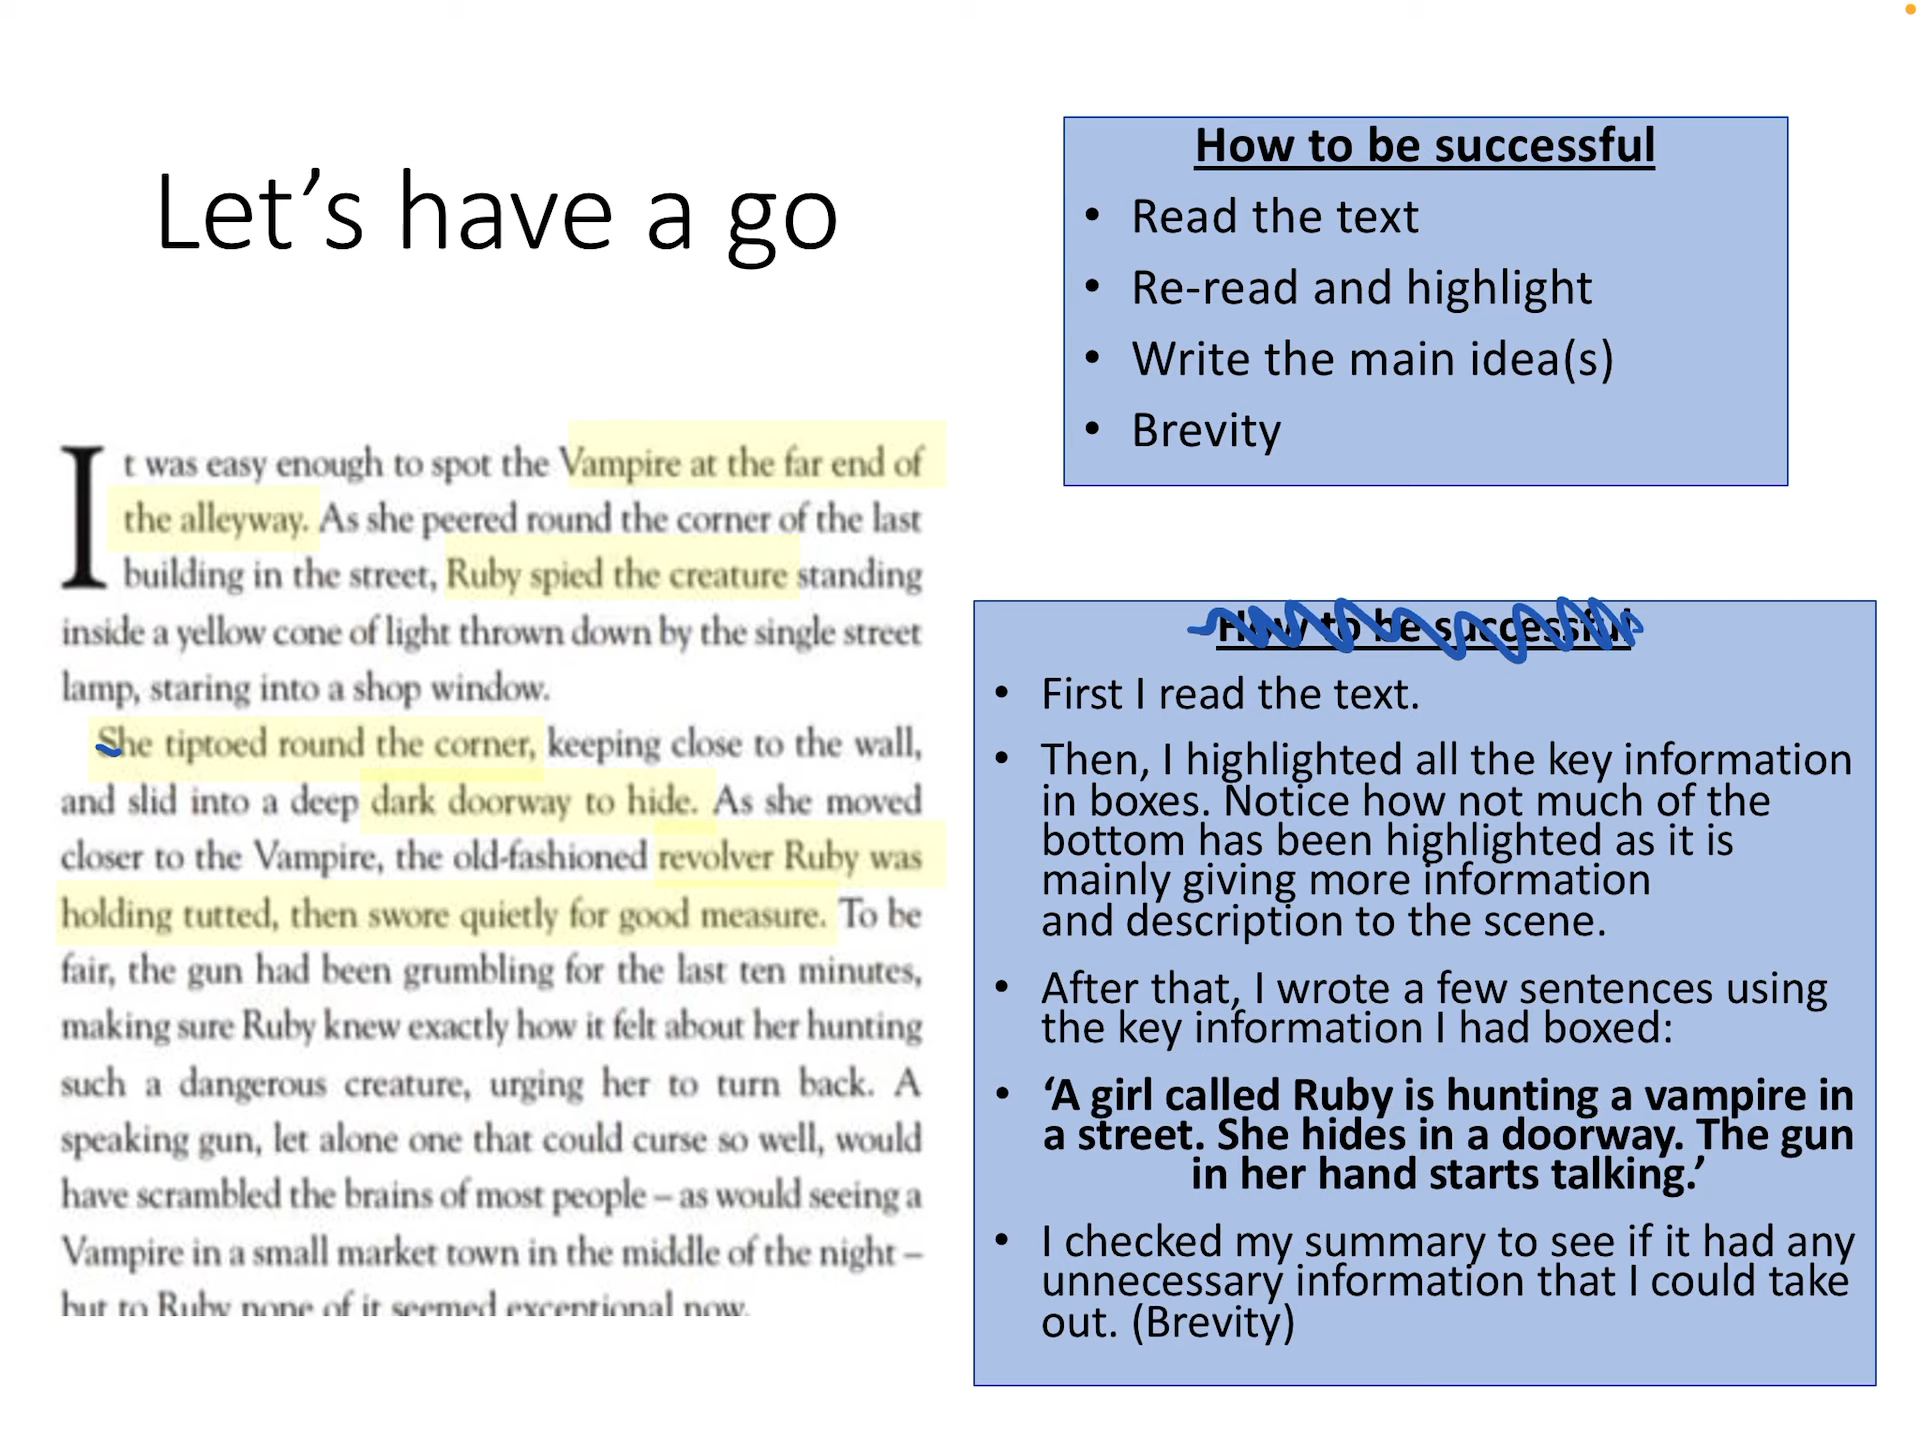 Let's have a go
How to be successful
• Read the text
• Re-read and highlight
• Write the main idea(s)
• Brevity
It was easy enough to spot the Vampire at the far end of
the alleyway. As she peered round the corner of the last
building in the street, Ruby spied the creature standing
inside a yellow cone of light thrown down by the single street
lamp, staring into a shop window.
She tiptoed round the corner, keeping close to the wall,
and slid into a deep dark doorway to hide. As she moved
closer to the Vampire, the old-fashioned revolver Ruby was
holding tutted, then swore quietly for good measure. To be
fair, the gun had been grumbling for the last ten minutes,
making sure Ruby knew exactly how it felt about her hunting
such a dangerous creature, urging her to turn back. A
speaking gun, let alone one that could curse so well, would
have scrambled the brains of most people – as would seeing a
Vampire in a small market town in the middle of the night –
but to Ruby none of it seemed exceptional now.
How to be successful
• First I read the text.
• Then, I highlighted all the key information
in boxes. Notice how not much of the
bottom has been highlighted as it is
mainly giving more information
and description to the scene.
• After that, I wrote a few sentences using
the key information I had boxed:
• ‘A girl called Ruby is hunting a vampire in
a street. She hides in a doorway. The gun
in her hand starts talking.’
• I checked my summary to see if it had any
unnecessary information that I could take
out. (Brevity)